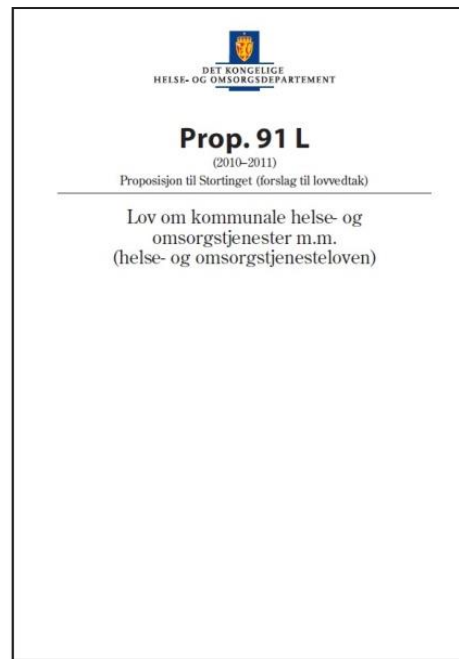 DET KONGELIGE
HELSE- OG OMSORGSDEPARTEMENT
Prop. 91 L
(2010–2011)
Proposisjon til Stortinget (forslag til lovvedtak)
Lov om kommunale helse- og
omsorgstjenester m.m.
(helse- og omsorgstjenesteloven)